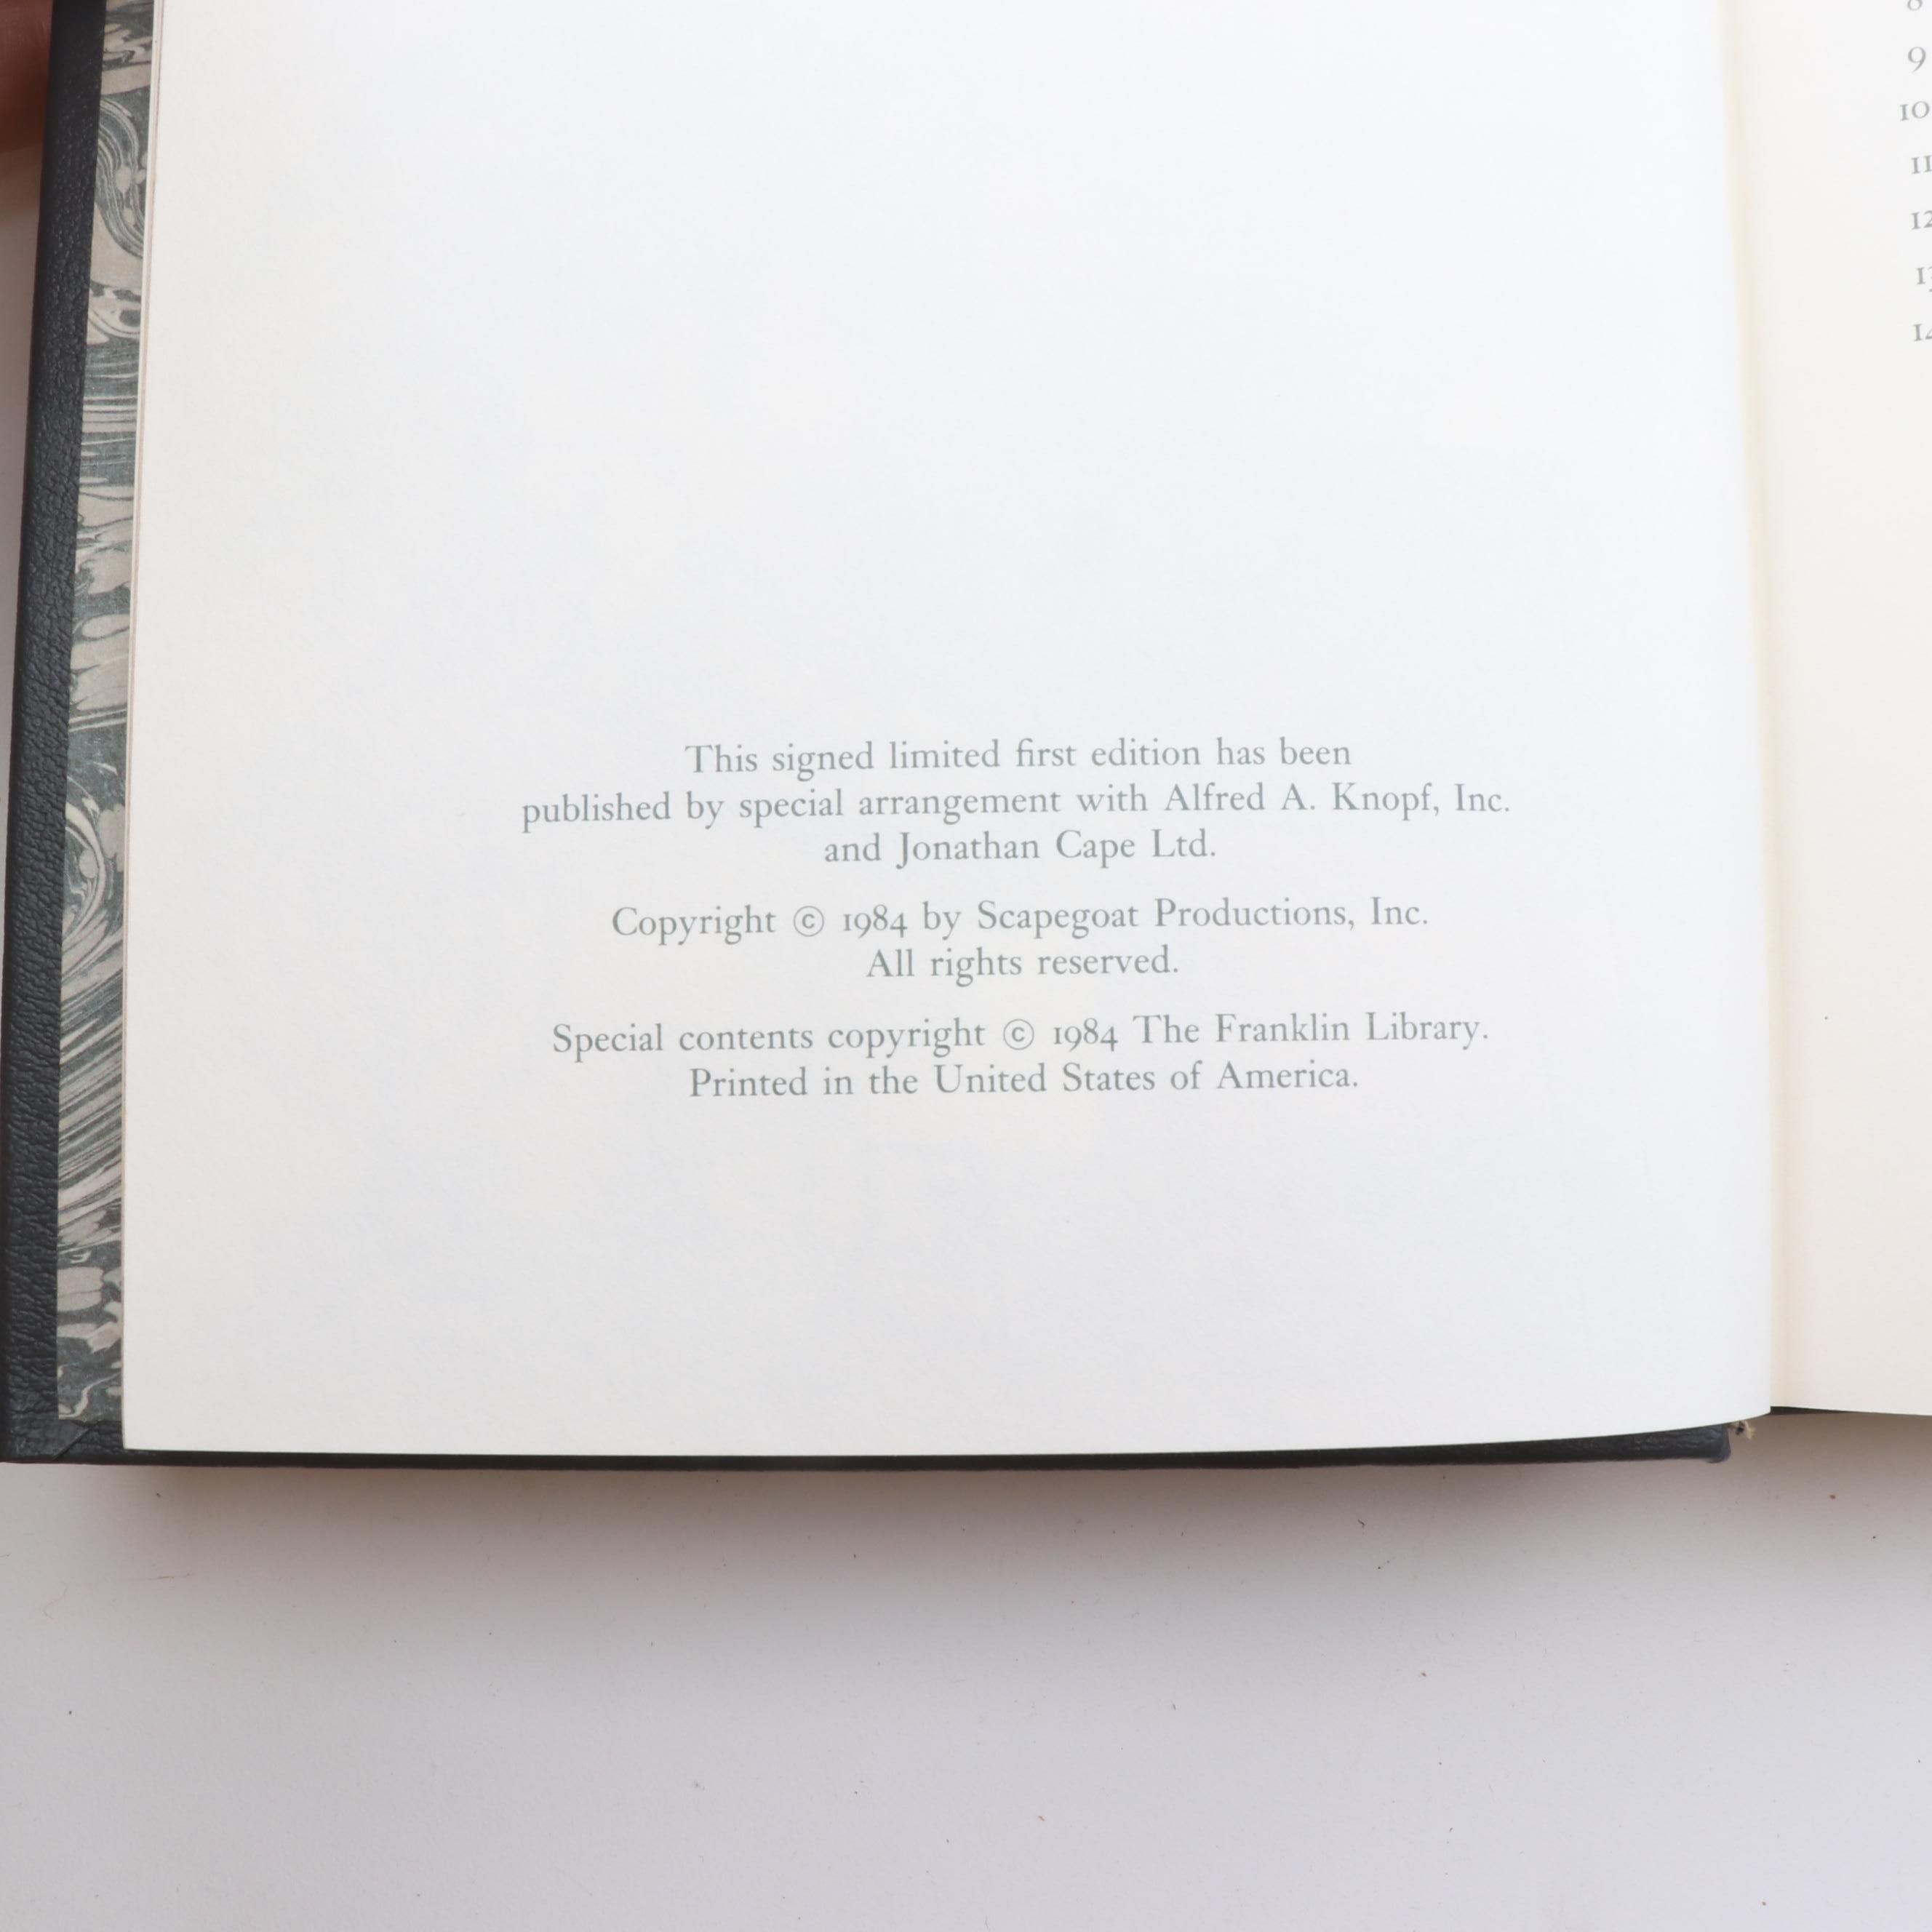 This signed limited first edition has been
published by special arrangement with Alfred A. Knopf, Inc.
and Jonathan Cape Ltd.
Copyright © 1984 by Scapegoat Productions, Inc.
All rights reserved.
Special contents copyright © 1984 The Franklin Library.
Printed in the United States of America.
9
10
11
12